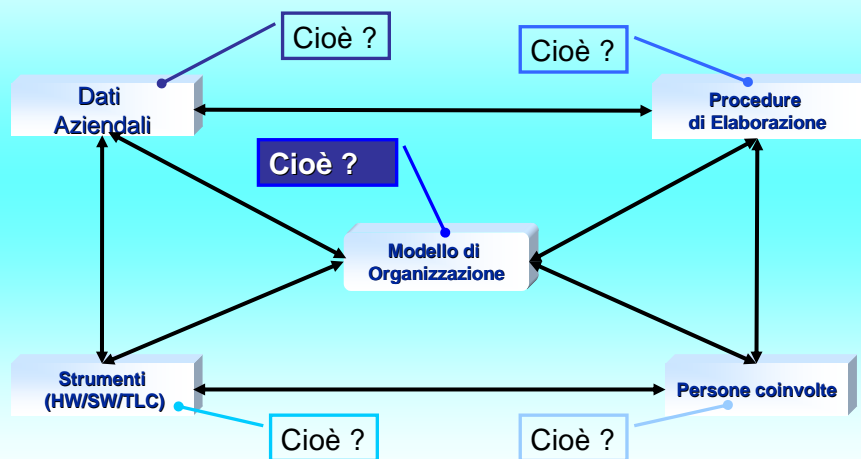 Cioè ?
Cioè ?
Dati
Aziendali
Procedure
di Elaborazione
Cioè ?
Modello di
Organizzazione
Strumenti
(HW/SW/TLC)
Persone coinvolte
Cioè ?
Cioè ?